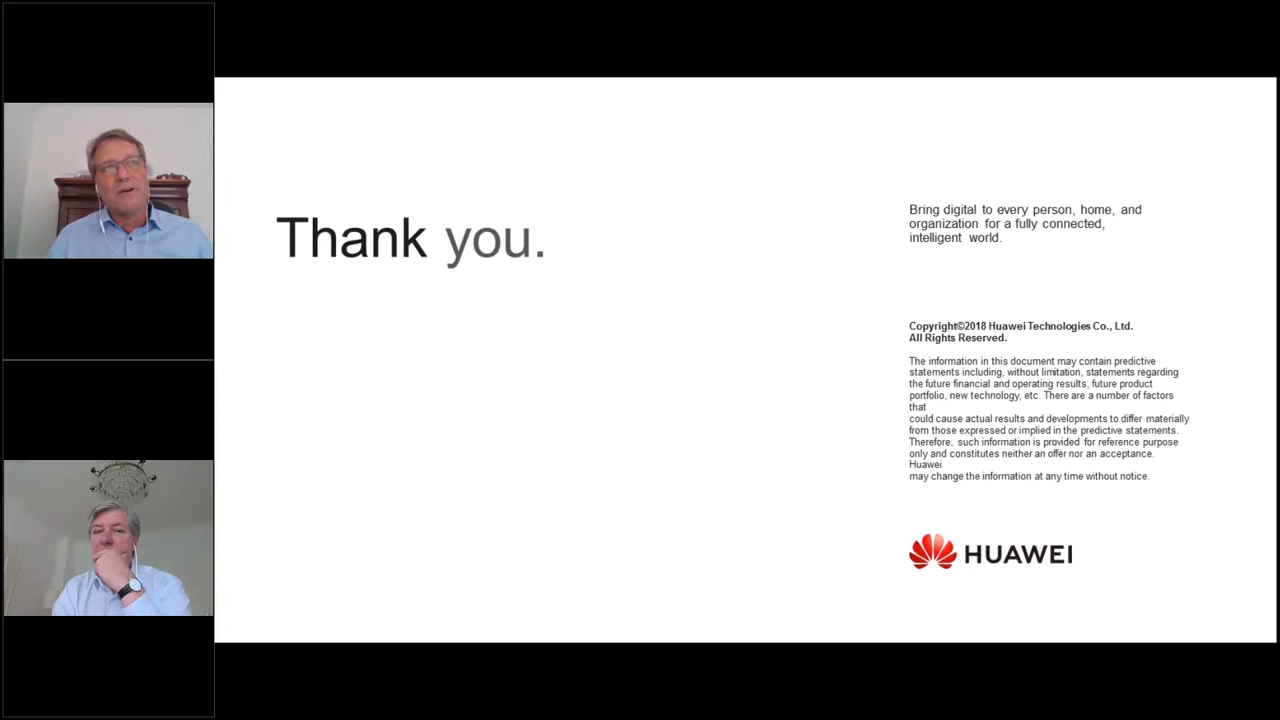 Thank you.
Bring digital to every person, home, and
organization for a fully connected,
intelligent world.
Copyright©2018 Huawei Technologies Co., Ltd.
All Rights Reserved.
The information in this document may contain predictive
statements including, without limitation, statements regarding
the future financial and operating results, future product
portfolio, new technology, etc. There are a number of factors
that
could cause actual results and developments to differ materially
from those expressed or implied in the predictive statements.
Therefore, such information is provided for reference purpose
only and constitutes neither an offer nor an acceptance.
Huawei
may change the information at any time without notice.
HUAWEI